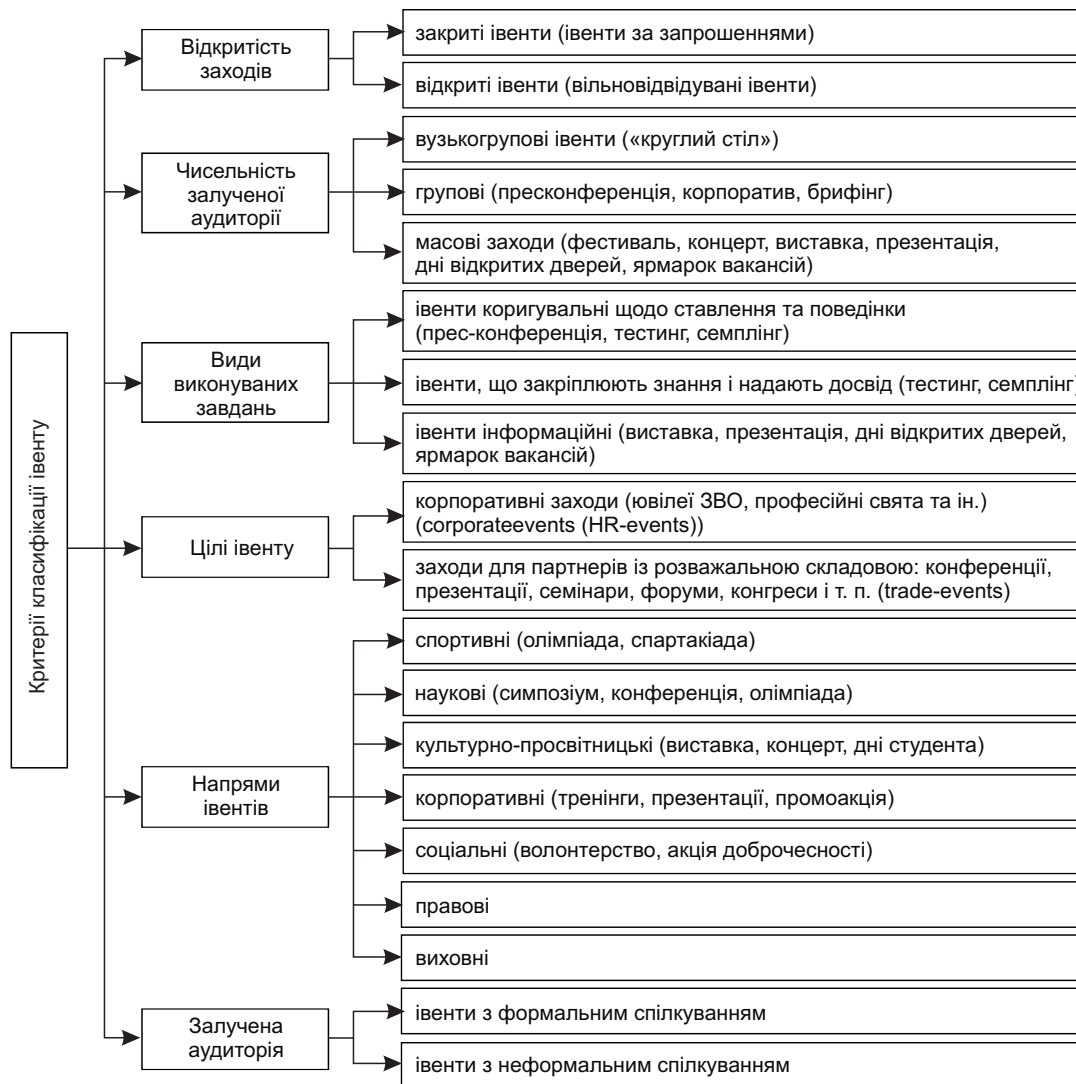 Критерії класифікації івенту
Відкритість
заходів
закриті івенти (івенти за запрошеннями)
відкриті івенти (вільновідвідувані івенти)
Чисельність
залученої
аудиторії
вузькогрупові івенти («круглий стіл»)
групові (пресконференція, корпоратив, брифінг)
масові заходи (фестиваль, концерт, виставка, презентація,
дні відкритих дверей, ярмарок вакансій)
Види
виконуваних
завдань
івенти коригувальні щодо ставлення та поведінки
(прес-конференція, тестинг, семплінг)
івенти, що закріплюють знання і надають досвід (тестинг, семплінг)
івенти інформаційні (виставка, презентація, дні відкритих дверей,
ярмарок вакансій)
Цілі івенту
корпоративні заходи (ювілеї ЗВО, професійні свята та ін.)
(corporateevents (HR-events))
заходи для партнерів із розважальною складовою: конференції,
презентації, семінари, форуми, конгреси і т. п. (trade-events)
Напрями
івентів
спортивні (олімпіада, спартакіада)
наукові (симпозіум, конференція, олімпіада)
культурно-просвітницькі (виставка, концерт, дні студента)
корпоративні (тренінги, презентації, промоакція)
соціальні (волонтерство, акція доброчесності)
правові
виховні
Залучена
аудиторія
івенти з формальним спілкуванням
івенти з неформальним спілкуванням